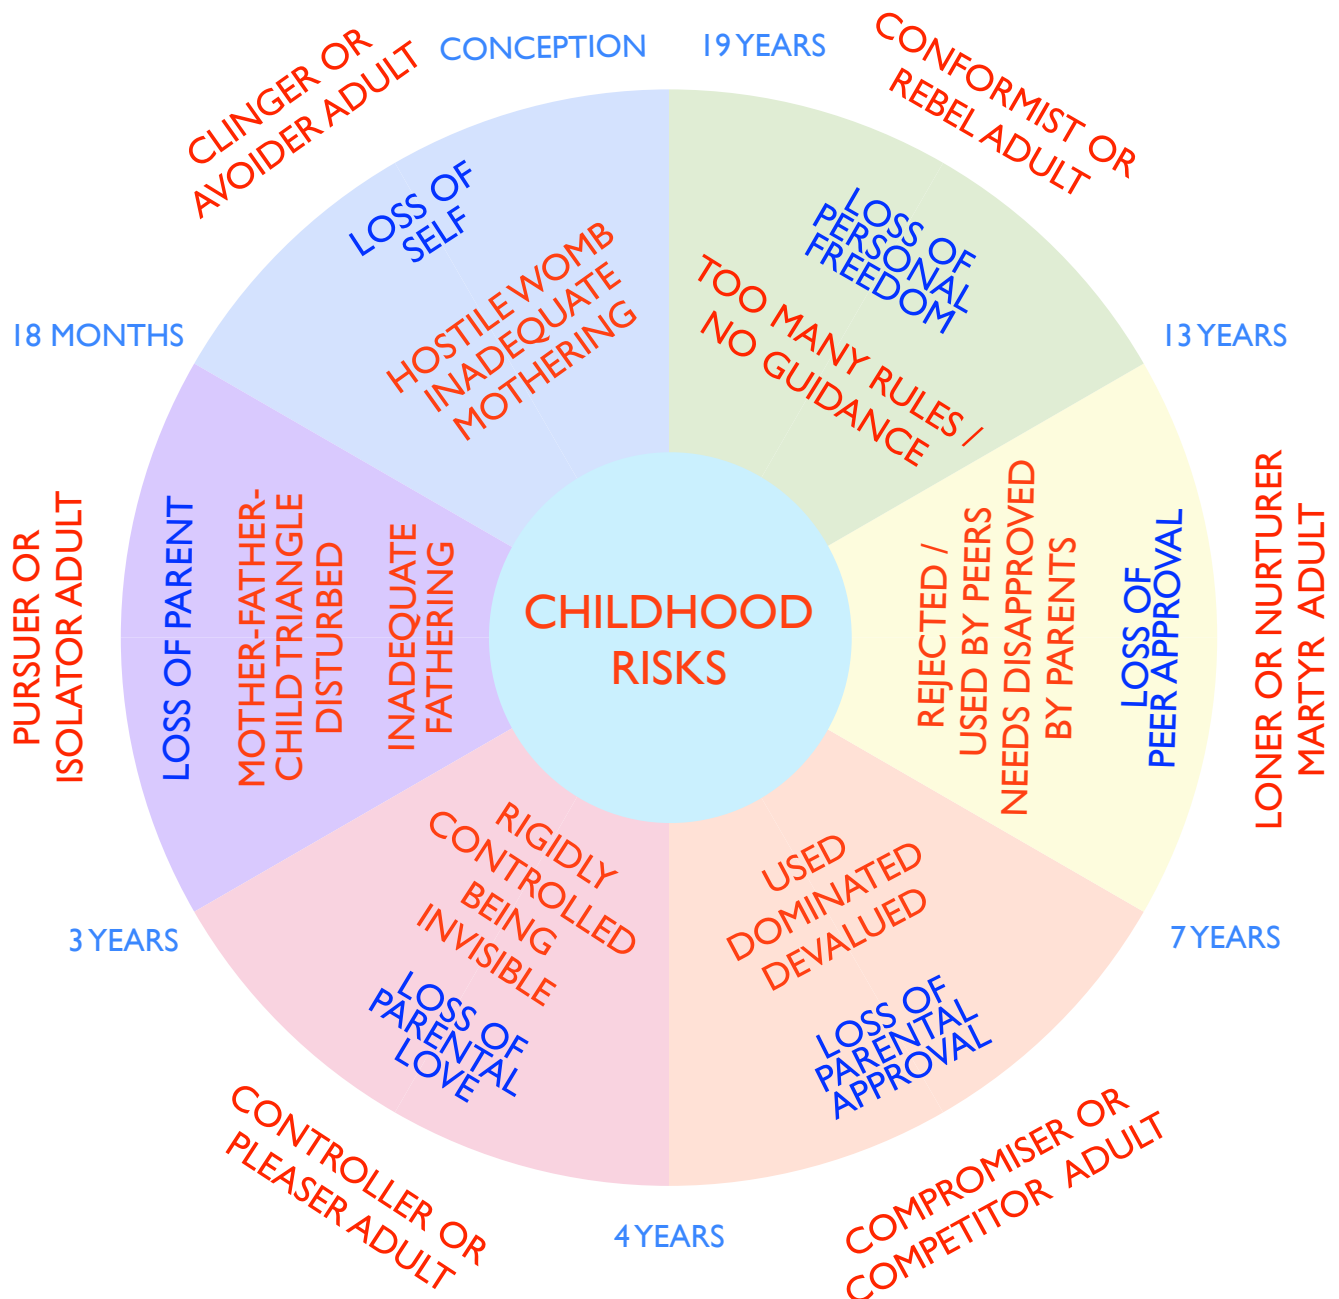 CONCEPTION
19 YEARS
CLINGER OR
AVOIDER ADULT
CONFORMIST OR
REBEL ADULT
LOSS OF
SELF
HOSTILE WOMB
INADEQUATE
MOTHERING
LOSS OF
PERSONAL
FREEDOM
TOO MANY RULES /
NO GUIDANCE
18 MONTHS
13 YEARS
PURSUER OR
ISOLATOR ADULT
LOSS OF PARENT
MOTHER-FATHER-
CHILD TRIANGLE
DISTURBED
INADEQUATE
FATHERING
CHILDHOOD
RISKS
REJECTED /
USED BY PEERS
NEEDS DISAPPROVED
BY PARENTS
LOSS OF
PEER APPROVAL
LONER OR NURTURER
MARTYR ADULT
3 YEARS
7 YEARS
RIGIDLY
CONTROLLED
BEING
INVISIBLE
LOSS OF
PARENTAL
LOVE
USED
DOMINATED
DEVALUED
LOSS OF
PARENTAL
APPROVAL
CONTROLLER OR
PLEASER ADULT
4 YEARS
COMPROMISER OR
COMPETITOR ADULT